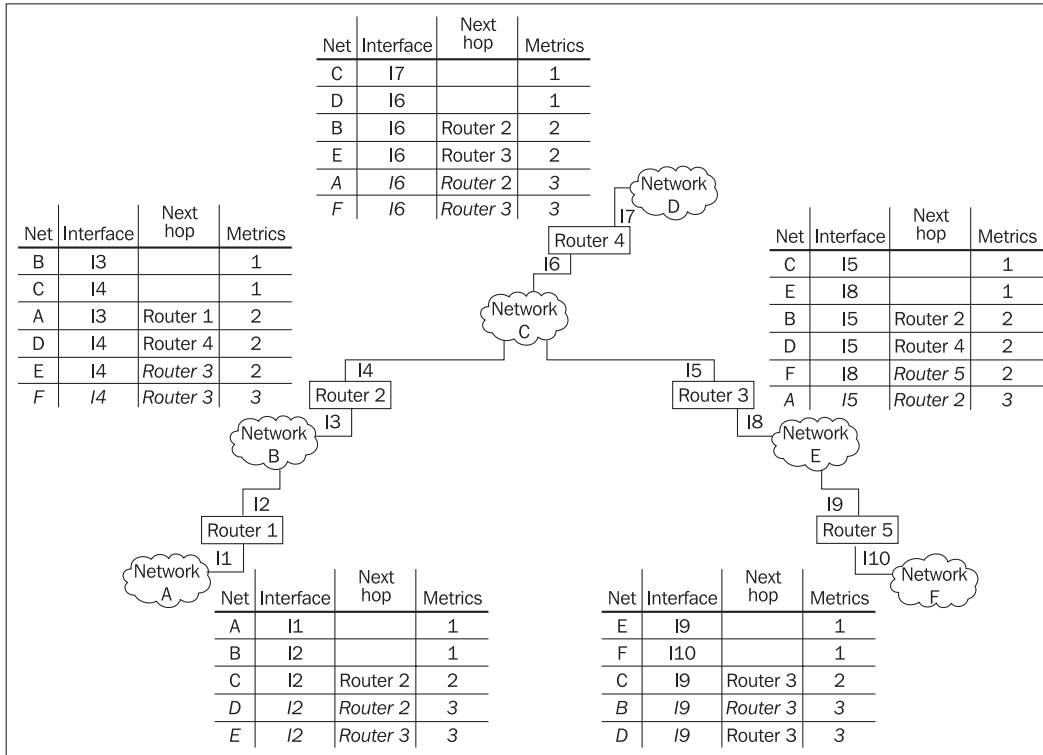 Net Interface Next hop Metrics
C I7 1
D I6 1
B I6 Router 2 2
E I6 Router 3 2
A I6 Router 2 3
F I6 Router 3 3
Network D
I7
Router 4
I6
Network C
Net Interface Next hop Metrics
B I3 1
C I4 1
A I3 Router 1 2
D I4 Router 4 2
E I4 Router 3 2
F I4 Router 3 3
Net Interface Next hop Metrics
C I5 1
E I8 1
B I5 Router 2 2
D I5 Router 4 2
F I8 Router 5 2
A I5 Router 2 3
I4
Router 2
I3
Network B
I2
Router 1
I1
Network A
I5
Router 3
I8
Network E
I9
Router 5
I10
Network F
Net Interface Next hop Metrics
A I1 1
B I2 1
C I2 Router 2 2
D I2 Router 2 3
E I2 Router 3 3
Net Interface Next hop Metrics
E I9 1
F I10 1
C I9 Router 3 2
B I9 Router 3 3
D I9 Router 3 3